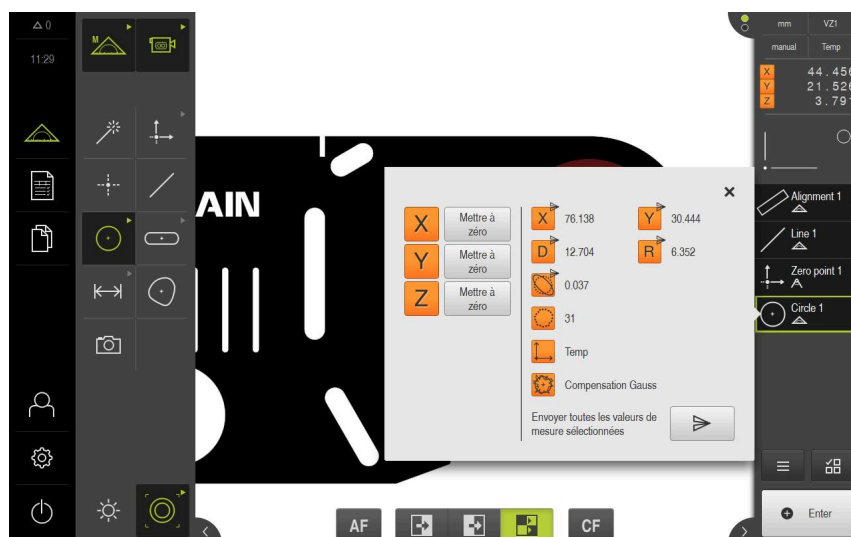 0
11:29
M
AIN
mm
VZ1
manual
Temp
X 44.456
Y 21.526
Z 3.791
Alignment 1
Line 1
Zero point 1
Circle 1
X Mettre à
zéro
Y Mettre à
zéro
Z Mettre à
zéro
X 76.138 Y 30.444
D 12.704 R 6.352
0.037
31
Temp
Compensation Gauss
Envoyer toutes les valeurs de
mesure sélectionnées
AF
CF
Enter